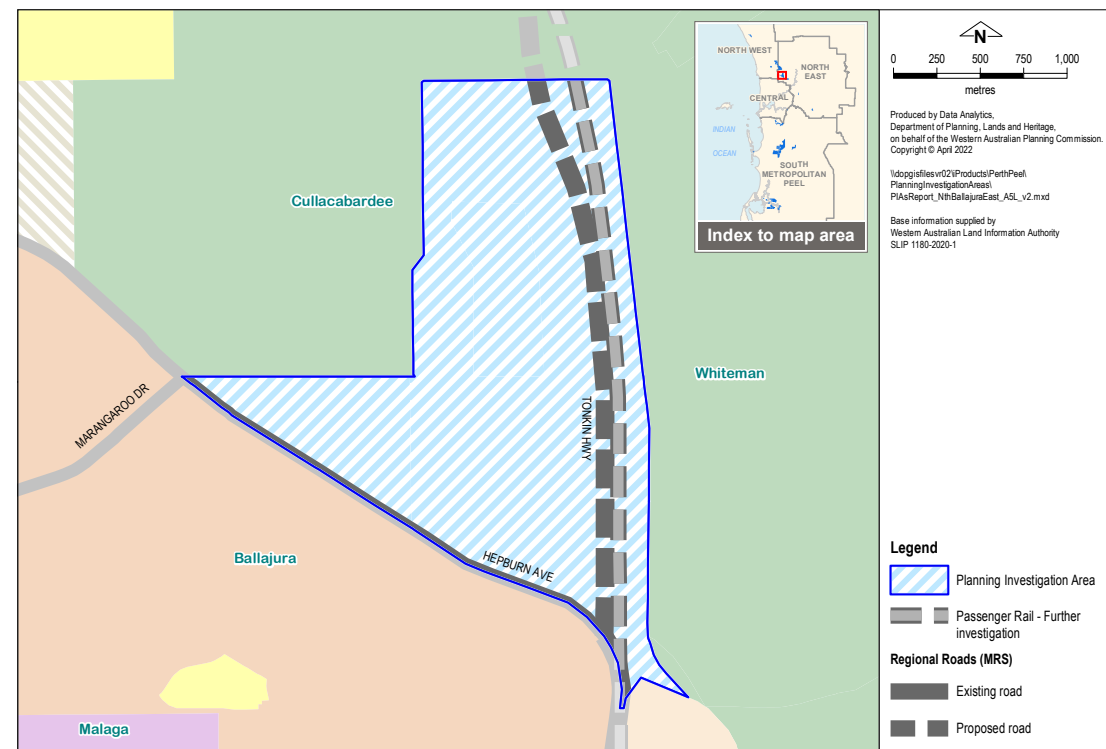 Cullacabardee
Whiteman
Ballajura
Malaga
MARANGAROO DR
HEPBURN AVE
TONKIN HWY
NORTH WEST
NORTH
EAST
CENTRAL
INDIAN
OCEAN
SOUTH
METROPOLITAN
PEEL
Index to map area
N
0 250 500 750 1,000
metres
Produced by Data Analytics,
Department of Planning, Lands and Heritage,
on behalf of the Western Australian Planning Commission.
Copyright © April 2022
\\dopgisfilesvr02\iProducts\PerthPeel\
PlanningInvestigationAreas\
PIAsReport_NthBallajuraEast_A5L_v2.mxd
Base information supplied by
Western Australian Land Information Authority
SLIP 1180-2020-1
Legend
Planning Investigation Area
Passenger Rail - Further
investigation
Regional Roads (MRS)
Existing road
Proposed road